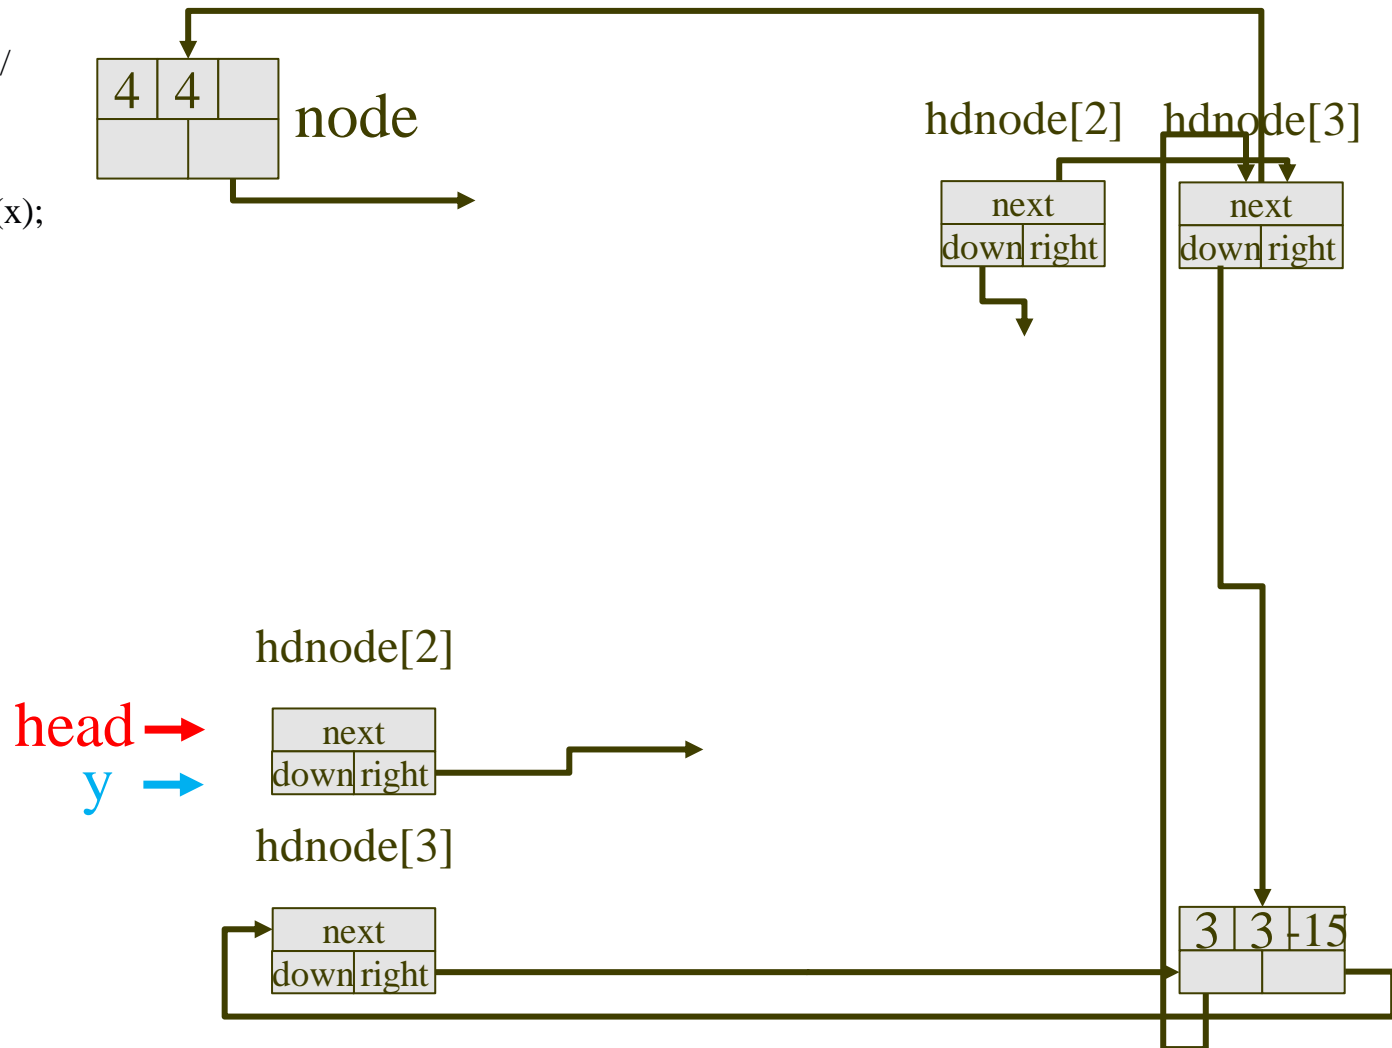 /
4 4
node
hdnode[2] hdnode[3]
next next
down right down right
(x);
hdnode[2]
head
next
y
down right
hdnode[3]
next
down right
3 3 -15